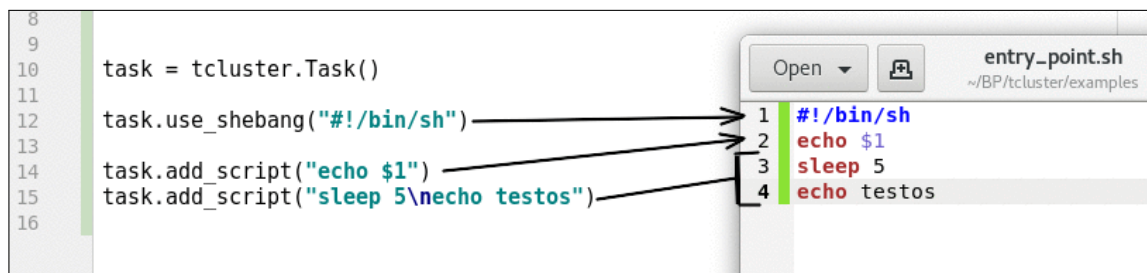 8
9
10 task = tcluster.Task()
11
12 task.use_shebang("#!/bin/sh")
13
14 task.add_script("echo $1")
15 task.add_script("sleep 5\necho testos")
16
Open
entry_point.sh
~/BP/tcluster/examples
1 #!/bin/sh
2 echo $1
3 sleep 5
4 echo testos